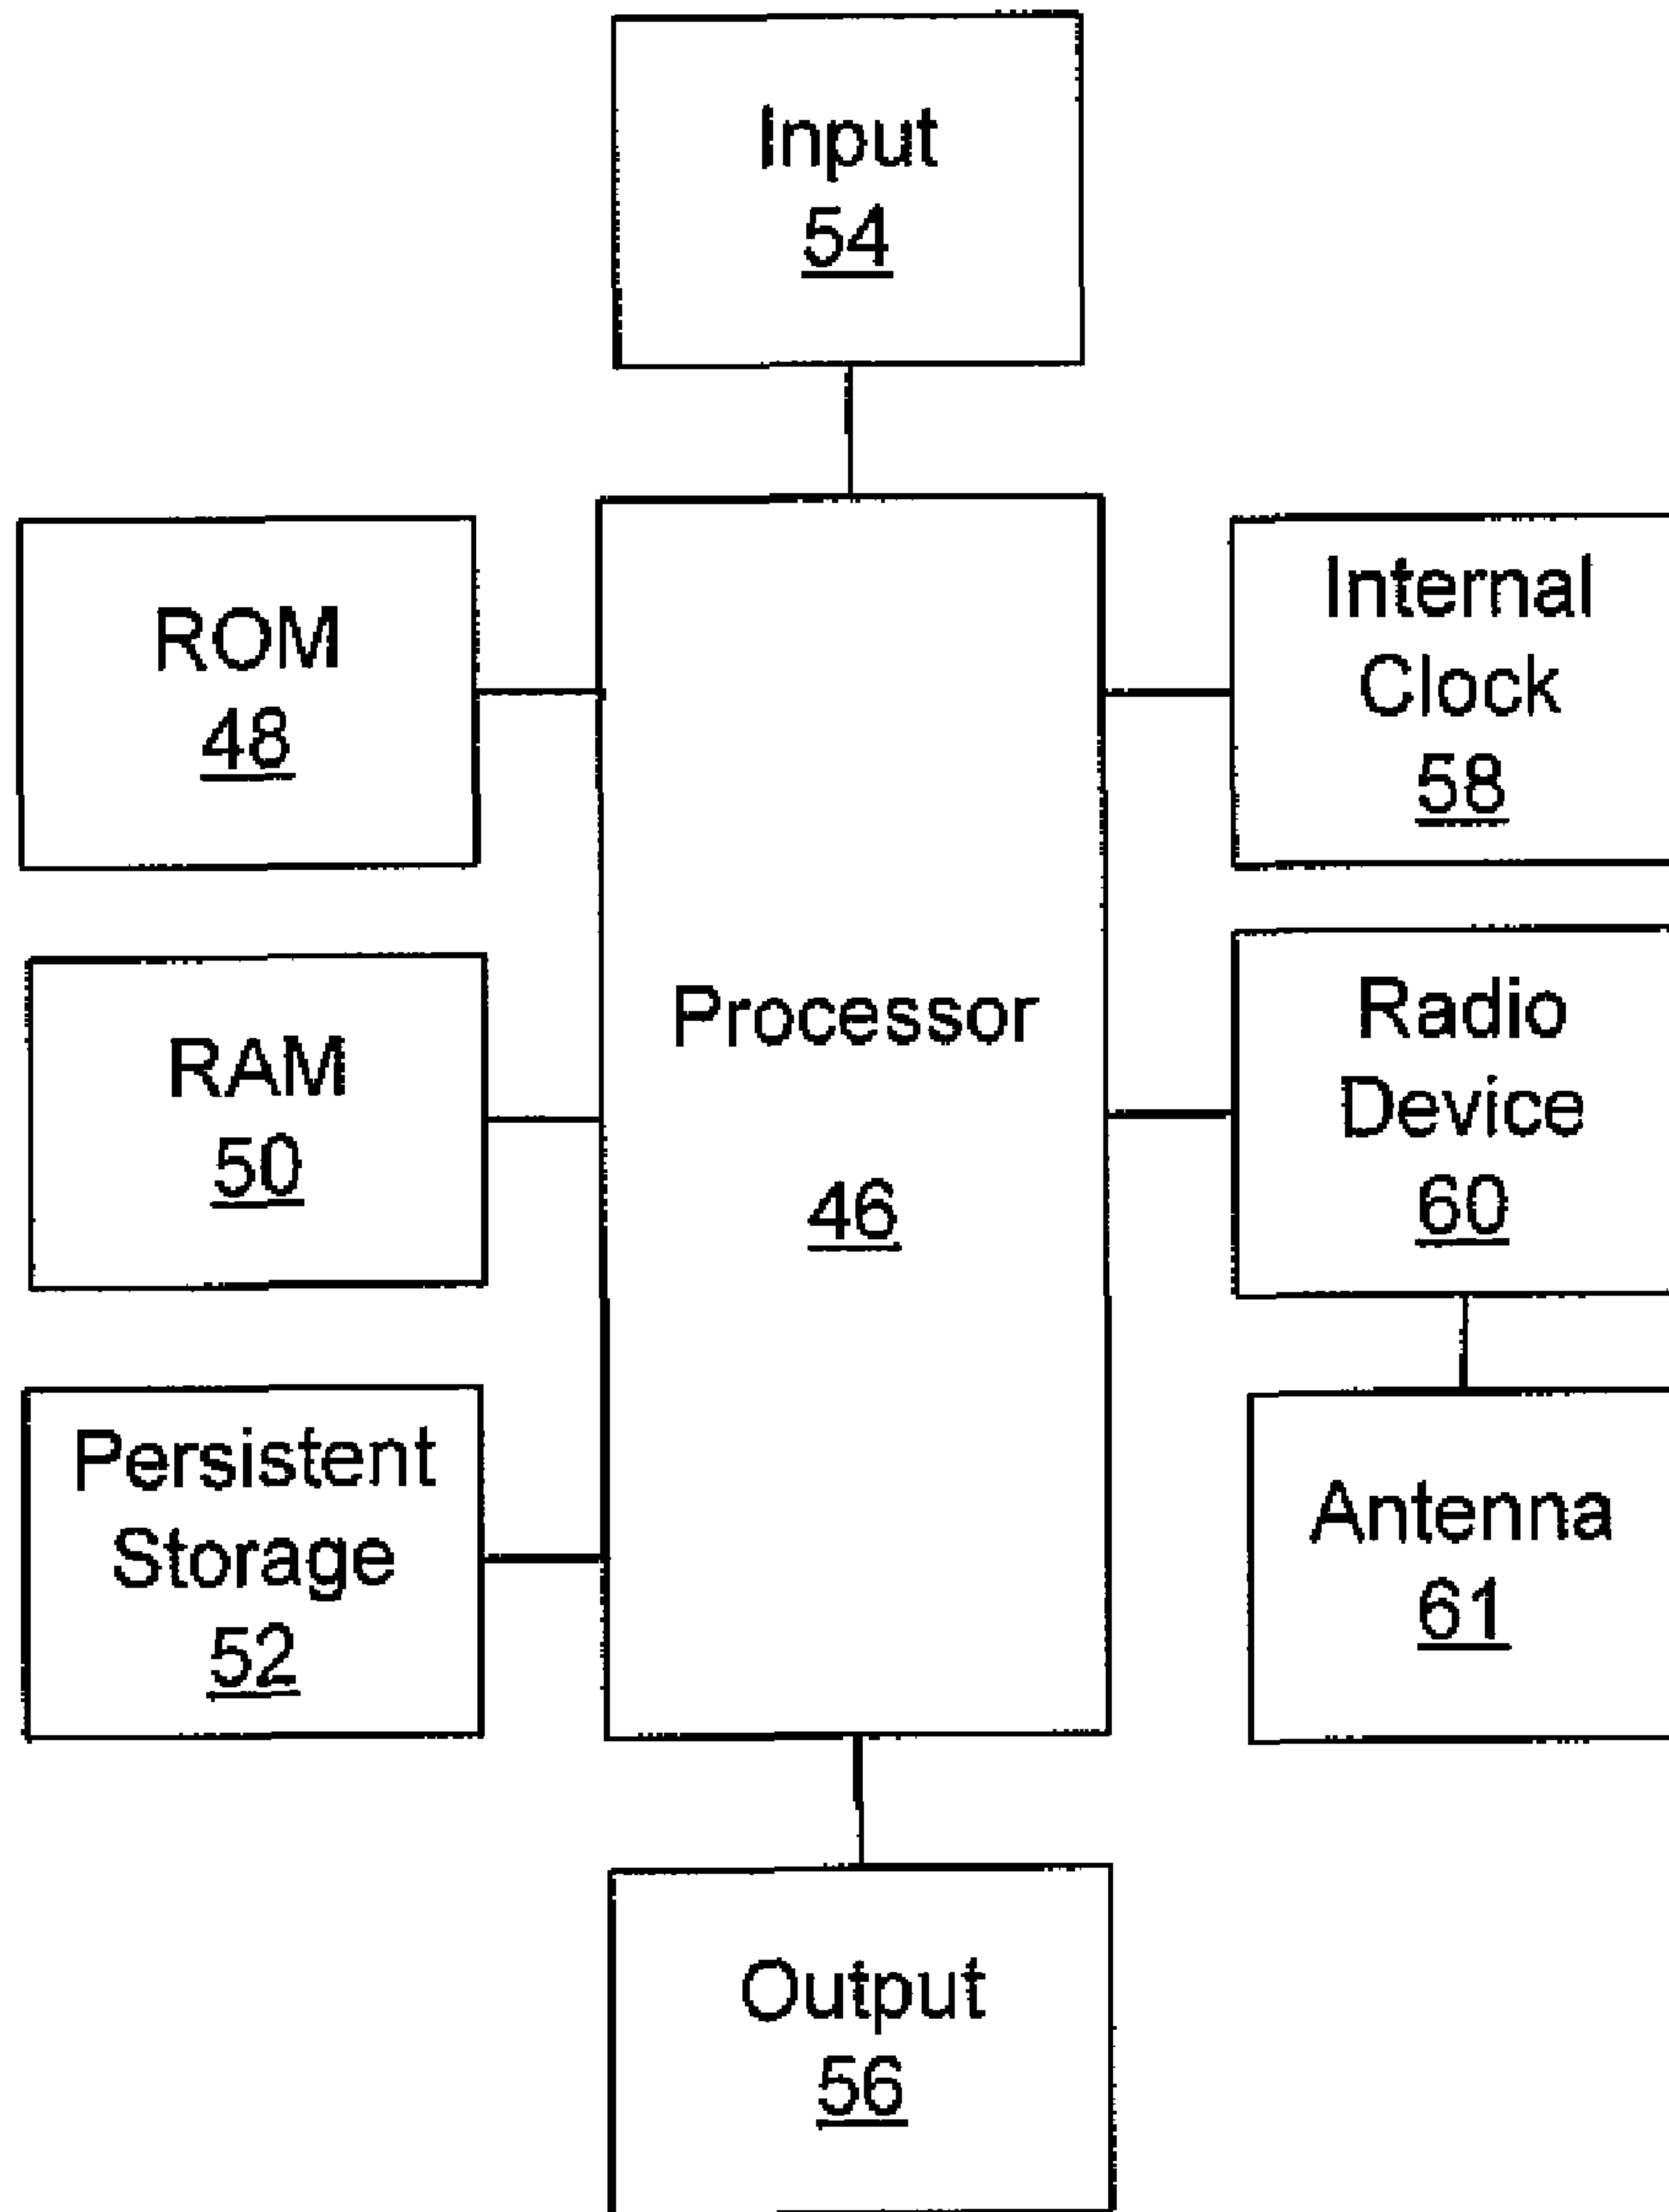 Input
54
ROM
48
Internal
Clock
58
Processor
46
RAM
50
Radio
Device
60
Persistent
Storage
52
Antenna
61
Output
56